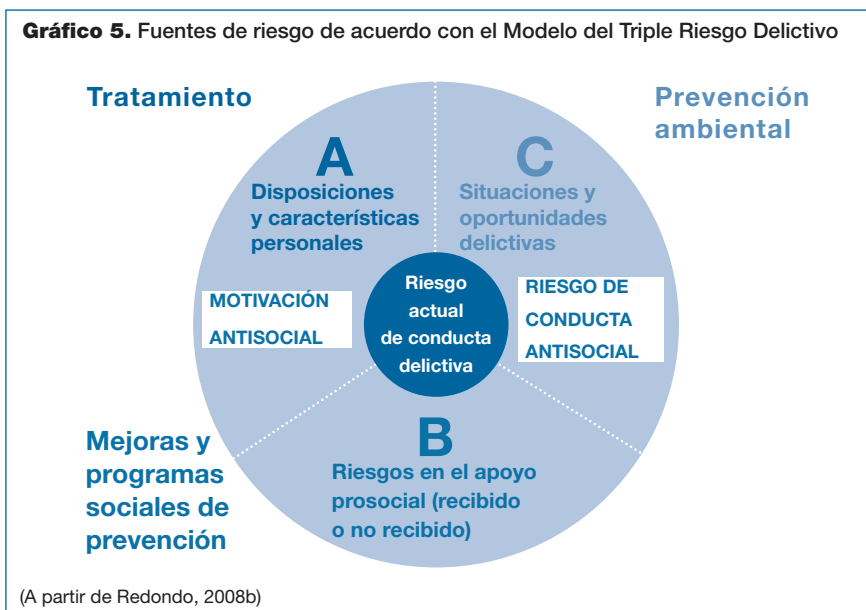 Gráfico 5. Fuentes de riesgo de acuerdo con el Modelo del Triple Riesgo Delictivo
Tratamiento
Prevención
ambiental
A
Disposiciones
y características
personales
C
Situaciones y
oportunidades
delictivas
MOTIVACIÓN
ANTISOCIAL
Riesgo
actual
de conducta
delictiva
RIESGO DE
CONDUCTA
ANTISOCIAL
B
Riesgos en el apoyo
prosocial (recibido
o no recibido)
Mejoras y
programas
sociales de
prevención
(A partir de Redondo, 2008b)